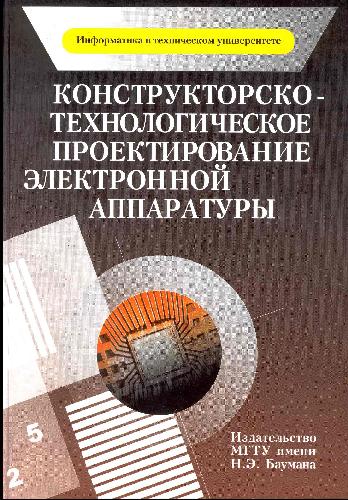 Информатика в техническом университете
КОНСТРУКТОРСКО-
ТЕХНОЛОГИЧЕСКОЕ
ПРОЕКТИРОВАНИЕ
ЭЛЕКТРОННОЙ
АППАРАТУРЫ
5
2
Издательство
МГТУ имени
Н.Э. Баумана